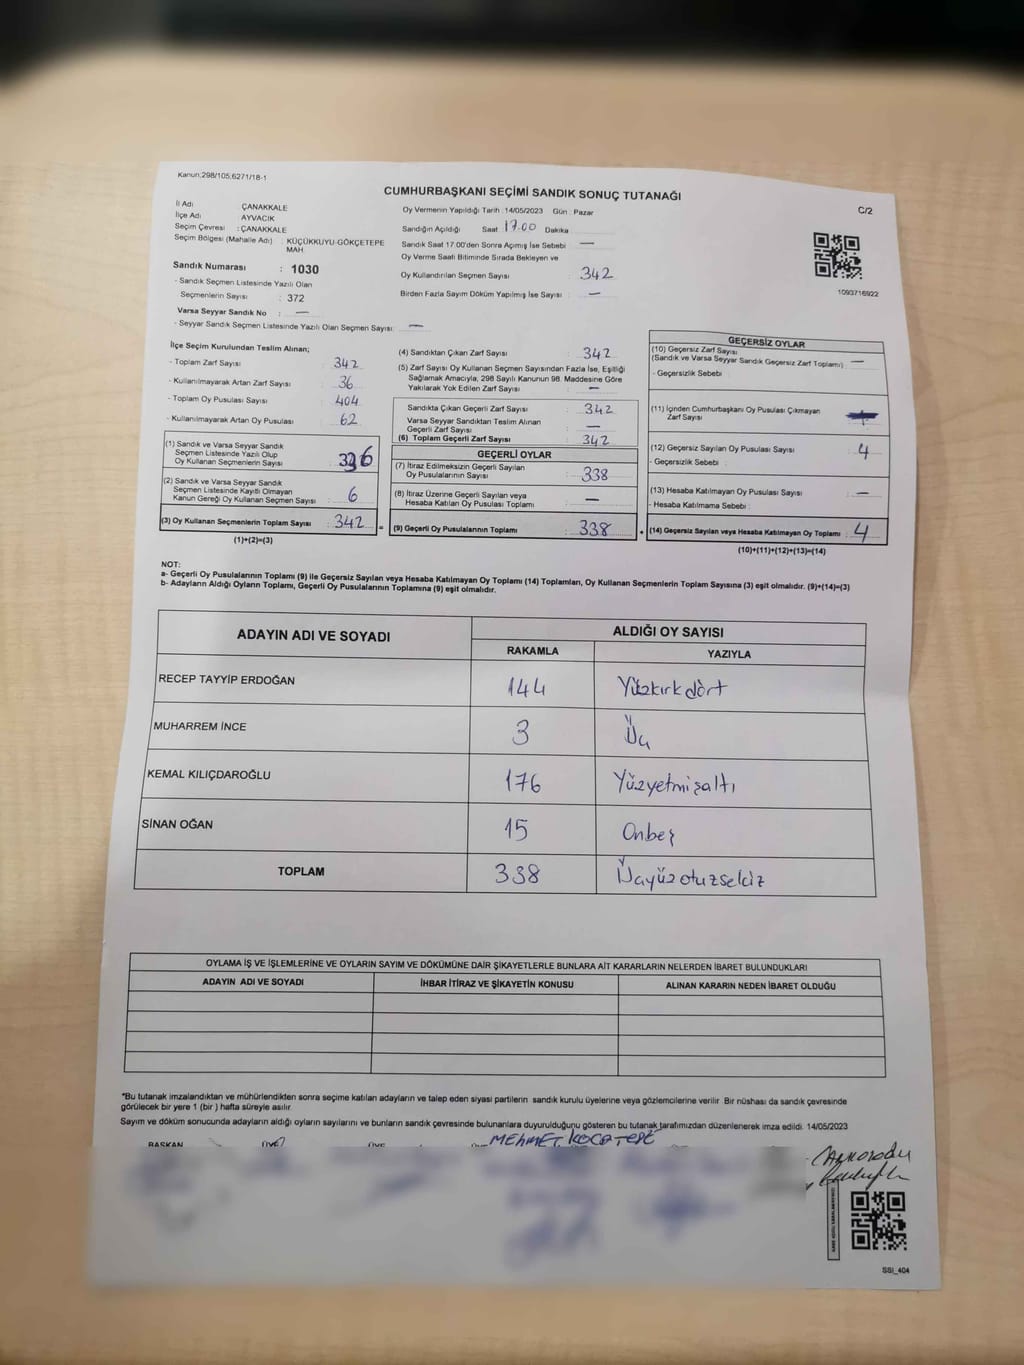 Kanun:298/105,6271/18-1
CUMHURBAŞKANI SEÇİMİ SANDIK SONUÇ TUTANAĞI
C/2
İl Adı : ÇANAKKALE
İlçe Adı : AYVACIK
Seçim Çevresi : ÇANAKKALE
Seçim Bölgesi (Mahalle Adı) : KÜÇÜKKUYU-GÖKÇETEPE MAH.
Sandık Numarası : 1030
- Sandık Seçmen Listesinde Yazılı Olan
Seçmenlerin Sayısı : 372
Varsa Seyyar Sandık No : —
- Seyyar Sandık Seçmen Listesinde Yazılı Olan Seçmen Sayısı: —
Oy Vermenin Yapıldığı Tarih : 14/05/2023 Gün : Pazar
Sandığın Açıldığı Saat : 17.00 Dakika
Sandık Saat 17.00'den Sonra Açımış İse Sebebi : —
Oy Verme Saati Bitiminde Sırada Bekleyen ve
Oy Kullandırılan Seçmen Sayısı : 342
Birden Fazla Sayım Döküm Yapılmış İse Sayısı : —
1093716922
İlçe Seçim Kurulundan Teslim Alınan;
- Toplam Zarf Sayısı : 342
- Kullanılmayarak Artan Zarf Sayısı : 36
- Toplam Oy Pusulası Sayısı : 404
- Kullanılmayarak Artan Oy Pusulası : 62
(1) Sandık ve Varsa Seyyar Sandık
Seçmen Listesinde Yazılı Olup
Oy Kullanan Seçmenlerin Sayısı : 336
(2) Sandık ve Varsa Seyyar Sandık
Seçmen Listesinde Kayıtlı Olmayan
Kanun Gereği Oy Kullanan Seçmen Sayısı : 6
(3) Oy Kullanan Seçmenlerin Toplam Sayısı : 342 =
(1)+(2)=(3)
(4) Sandıktan Çıkan Zarf Sayısı : 342
(5) Zarf Sayısı Oy Kullanan Seçmen Sayısından Fazla İse, Eşitliği
Sağlamak Amacıyla, 298 Sayılı Kanunun 98. Maddesine Göre
Yakılarak Yok Edilen Zarf Sayısı : —
Sandıkta Çıkan Geçerli Zarf Sayısı : 342
Varsa Seyyar Sandıktan Teslim Alınan
Geçerli Zarf Sayısı : —
(6) Toplam Geçerli Zarf Sayısı : 342
GEÇERLİ OYLAR
(7) İtiraz Edilmeksizin Geçerli Sayılan
Oy Pusulalarının Sayısı : 338
(8) İtiraz Üzerine Geçerli Sayılan veya
Hesaba Katılan Oy Pusulası Toplamı : —
(9) Geçerli Oy Pusulalarının Toplamı : 338 +
GEÇERSİZ OYLAR
(10) Geçersiz Zarf Sayısı
(Sandık ve Varsa Seyyar Sandık Geçersiz Zarf Toplamı) : —
- Geçersizlik Sebebi :
(11) İçinden Cumhurbaşkanı Oy Pusulası Çıkmayan
Zarf Sayısı :
(12) Geçersiz Sayılan Oy Pusulası Sayısı : 4
- Geçersizlik Sebebi :
(13) Hesaba Katılmayan Oy Pusulası Sayısı : —
- Hesaba Katılmama Sebebi :
(14) Geçersiz Sayılan veya Hesaba Katılmayan Oy Toplamı : 4
(10)+(11)+(12)+(13)=(14)
NOT:
a- Geçerli Oy Pusulalarının Toplamı (9) ile Geçersiz Sayılan veya Hesaba Katılmayan Oy Toplamı (14) Toplamları, Oy Kullanan Seçmenlerin Toplam Sayısına (3) eşit olmalıdır. (9)+(14)=(3)
b- Adayların Aldığı Oyların Toplamı, Geçerli Oy Pusulalarının Toplamına (9) eşit olmalıdır.
ADAYIN ADI VE SOYADI ALDIĞI OY SAYISI
RAKAMLA YAZIYLA
RECEP TAYYİP ERDOĞAN 144 Yüzkırkdört
MUHARREM İNCE 3 Üç
KEMAL KILIÇDAROĞLU 176 Yüzyetmişaltı
SİNAN OĞAN 15 Onbeş
TOPLAM 338 Üçyüzotuzsekiz
OYLAMA İŞ VE İŞLEMLERİNE VE OYLARIN SAYIM VE DÖKÜMÜNE DAİR ŞİKAYETLERLE BUNLARA AİT KARARLARIN NELERDEN İBARET BULUNDUKLARI
ADAYIN ADI VE SOYADI İHBAR İTİRAZ VE ŞİKAYETİN KONUSU ALINAN KARARIN NEDEN İBARET OLDUĞU
"Bu tutanak imzalandıktan ve mühürlendikten sonra seçime katılan adayların ve talep eden siyasi partilerin sandık kurulu üyelerine veya gözlemcilerine verilir. Bir nüshası da sandık çevresinde
görülecek bir yere 1 (bir ) hafta süreyle asılır.
Sayım ve döküm sonucunda adayların aldığı oyların sayılarını ve bunların sandık çevresinde bulunanlara duyurulduğunu gösteren bu tutanak tarafımızdan düzenlenerek imza edildi. 14/05/2023
BAŞKAN ÜYE ÜYE MEHMET KOCATEPE
SSI_404